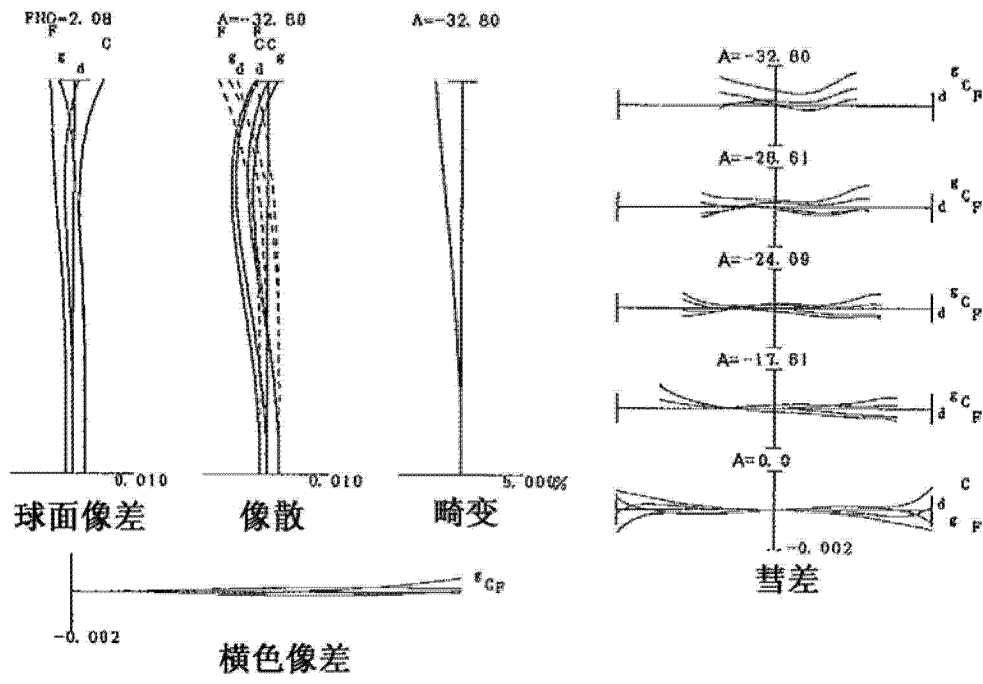 FNO=2.08
F
g
d
C
A=-32.80
F F
C C
g d d g
A=-32.80
0.010
0.010
5.000%
球面像差
像散
畸变
A=-32.80
g C F
d
A=-28.61
g C F
d
A=-24.09
g C F
d
A=-17.61
g C F
d
A=0.0
C
d
g F
-0.002
彗差
g C F
-0.002
横色像差